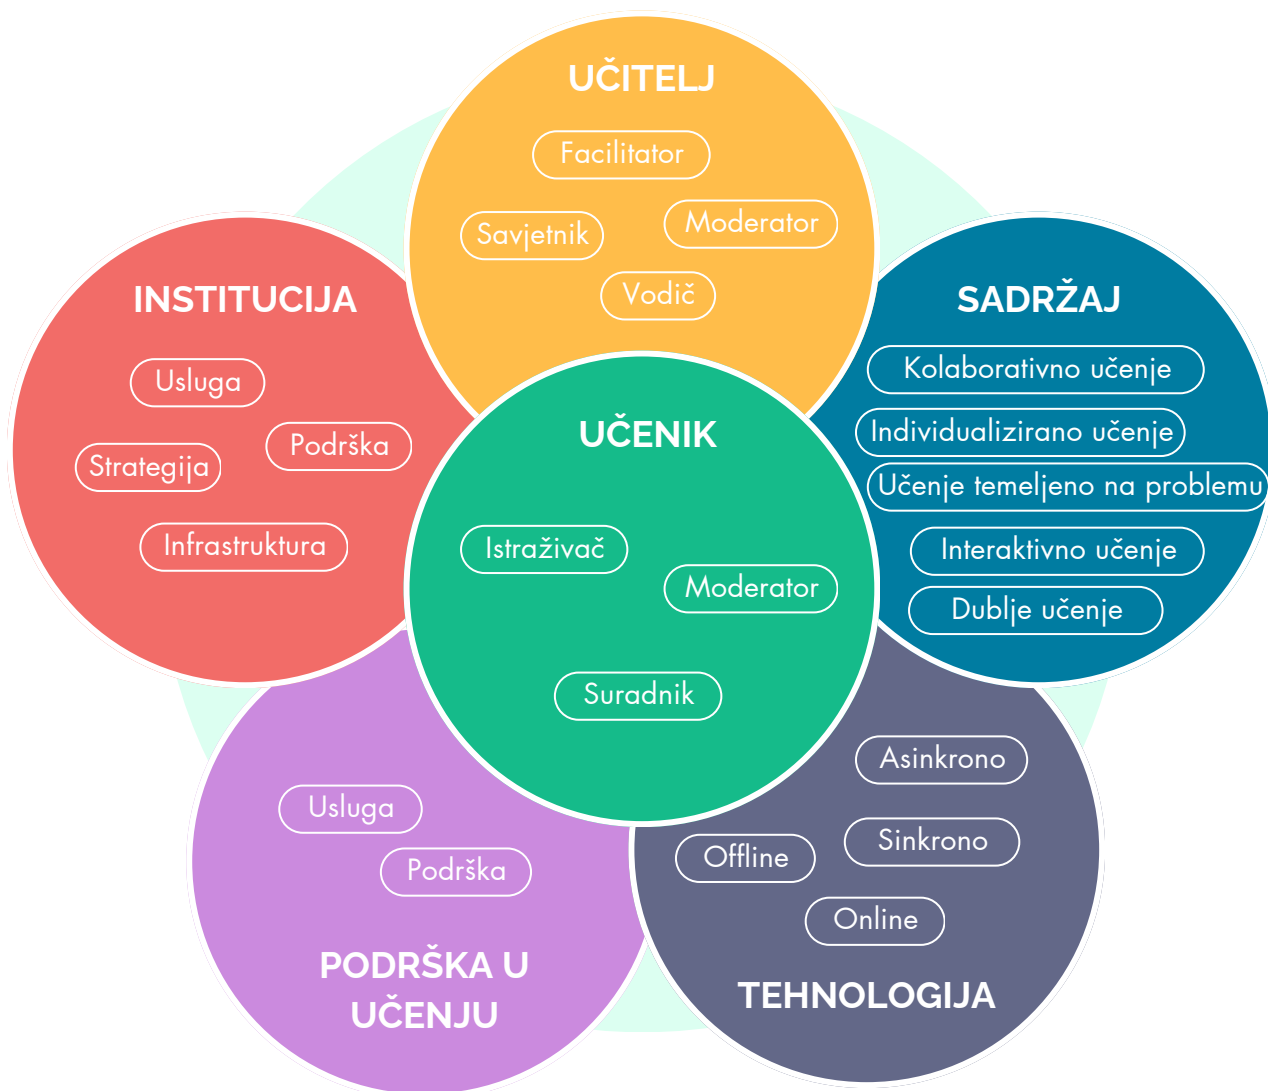 UČITELJ
Facilitator
Savjetnik
Moderator
Vodič
INSTITUCIJA
Usluga
Podrška
Strategija
Infrastruktura
SADRŽAJ
Kolaborativno učenje
Individualizirano učenje
Učenje temeljeno na problemu
Interaktivno učenje
Dublje učenje
UČENIK
Istraživač
Moderator
Suradnik
Usluga
Podrška
PODRŠKA U
UČENJU
Asinkrono
Sinkrono
Offline
Online
TEHNOLOGIJA